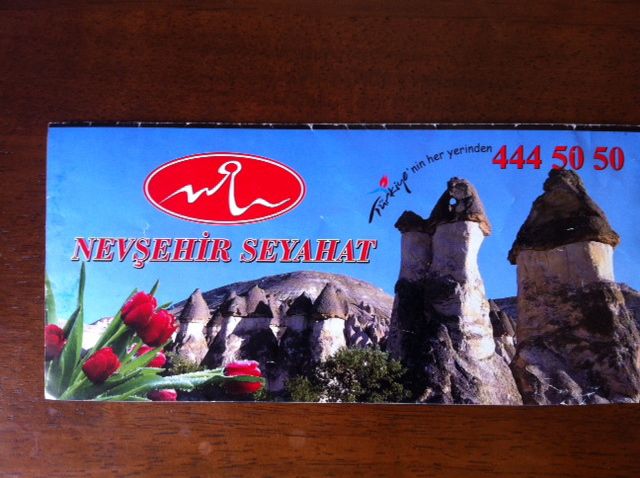 Türkiye'nin her yerinden 444 50 50
NEVŞEHİR SEYAHAT